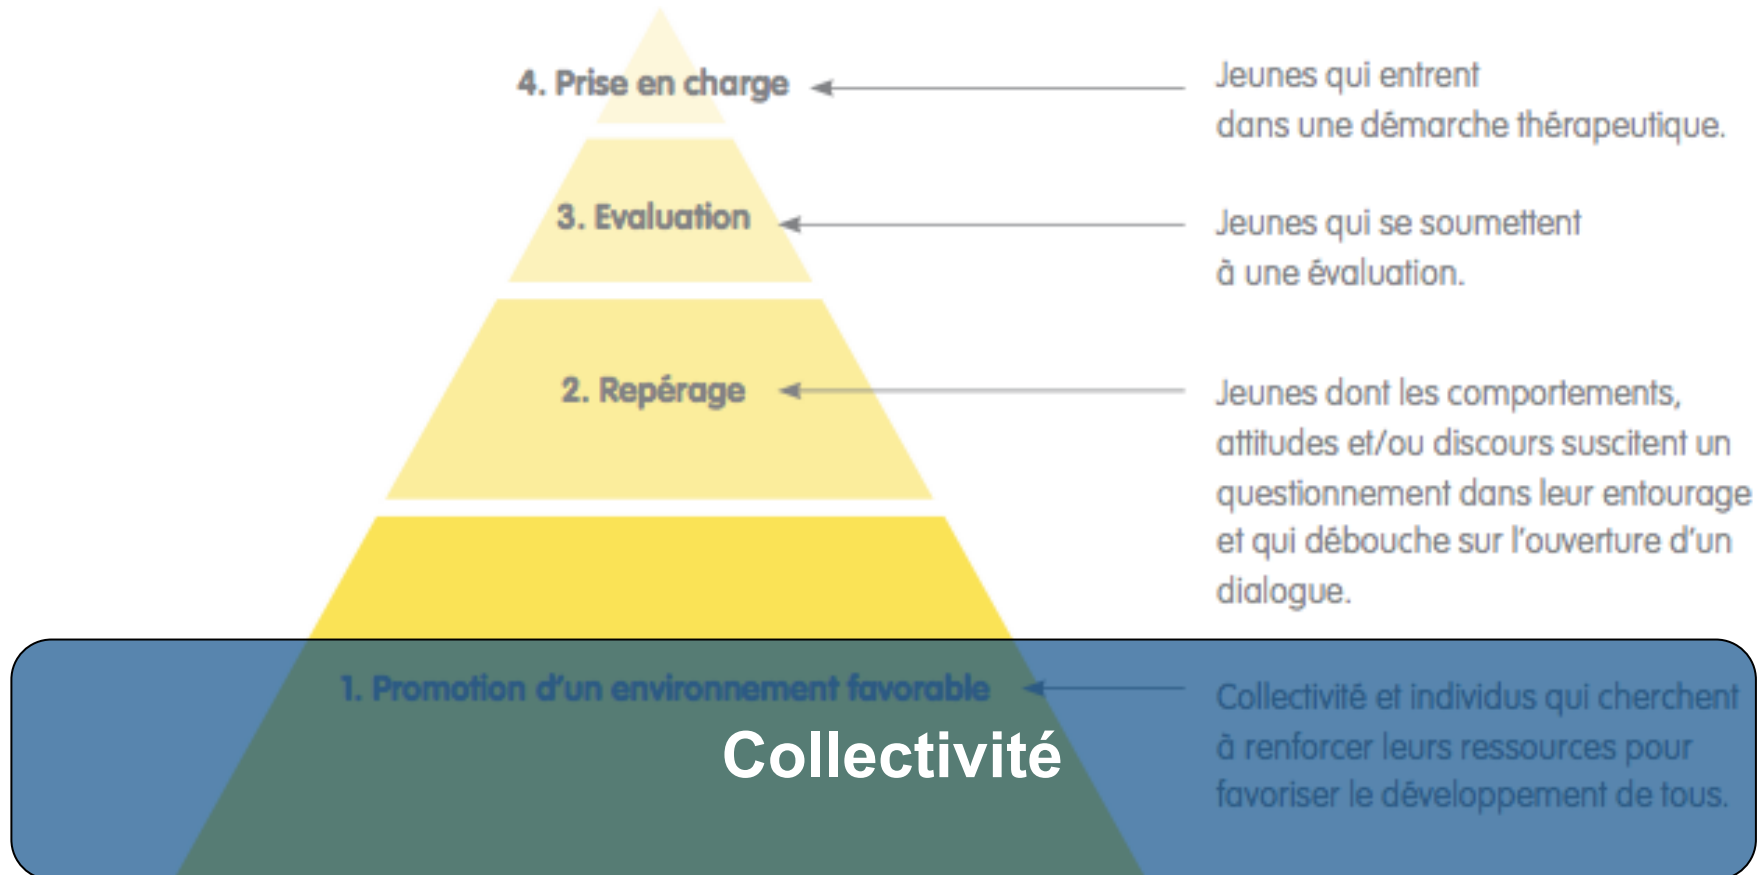 4. Prise en charge
Jeunes qui entrent
dans une démarche thérapeutique.
3. Evaluation
Jeunes qui se soumettent
à une évaluation.
2. Repérage
Jeunes dont les comportements,
attitudes et/ou discours suscitent un
questionnement dans leur entourage
et qui débouche sur l'ouverture d'un
dialogue.
1. Promotion d'un environnement favorable
Collectivité et individus qui cherchent
à renforcer leurs ressources pour
favoriser le développement de tous.
Collectivité